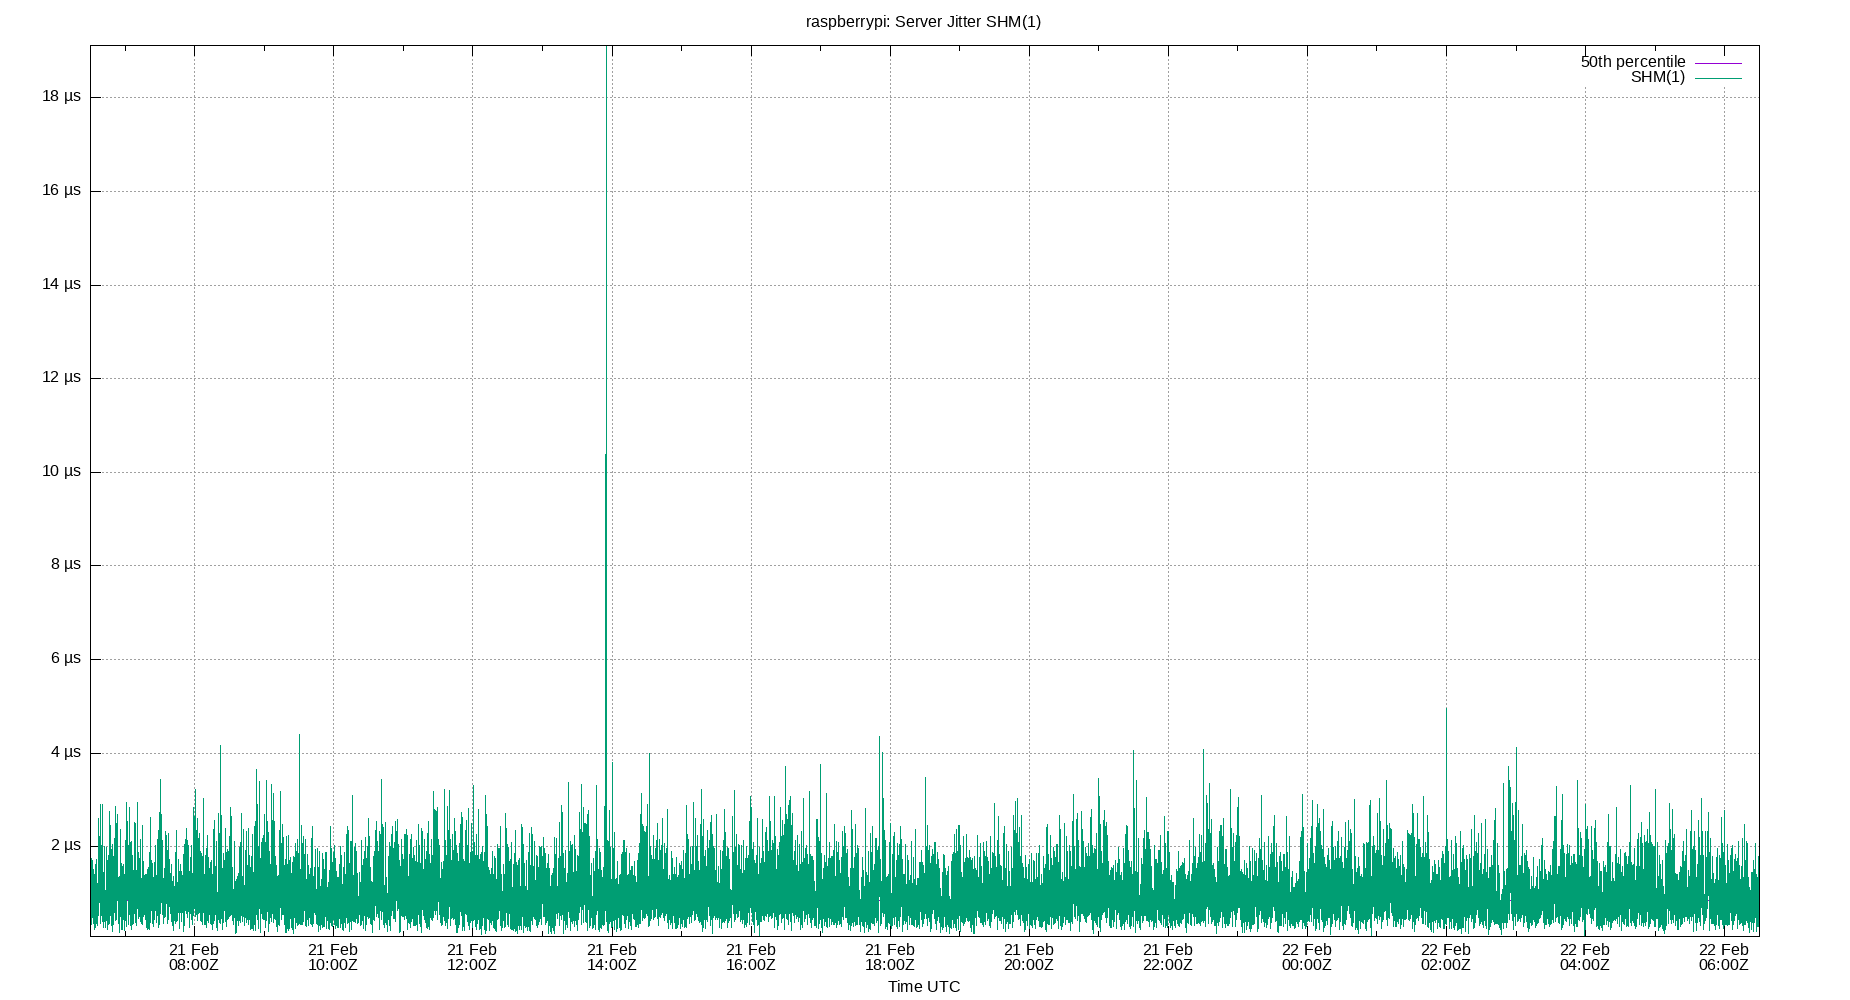 raspberrypi: Server Jitter SHM(1)
50th percentile
SHM(1)
18 µs
16 µs
14 µs
12 µs
10 µs
8 µs
6 µs
4 µs
2 µs
21 Feb 21 Feb 21 Feb 21 Feb 21 Feb 21 Feb 21 Feb 21 Feb 22 Feb 22 Feb 22 Feb 22 Feb
08:00Z 10:00Z 12:00Z 14:00Z 16:00Z 18:00Z 20:00Z 22:00Z 00:00Z 02:00Z 04:00Z 06:00Z
Time UTC